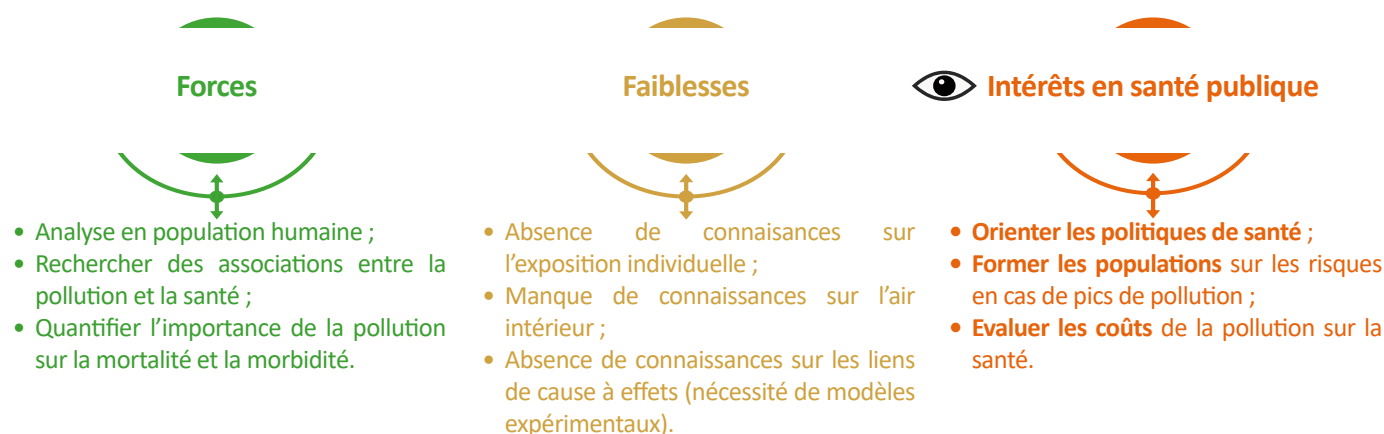 Forces
• Analyse en population humaine ;
• Rechercher des associations entre la
pollution et la santé ;
• Quantifier l’importance de la pollution
sur la mortalité et la morbidité.
Faiblesses
• Absence de connaisances sur
l’exposition individuelle ;
• Manque de connaissances sur l’air
intérieur ;
• Absence de connaissances sur les liens
de cause à effets (nécessité de modèles
expérimentaux).
Intérêts en santé publique
• Orienter les politiques de santé ;
• Former les populations sur les risques
en cas de pics de pollution ;
• Evaluer les coûts de la pollution sur la
santé.